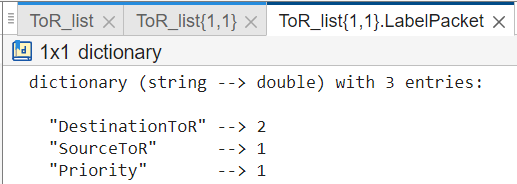 ToR_list × ToR_list{1,1} × ToR_list{1,1}.LabelPacket ×
1x1 dictionary
dictionary (string --> double) with 3 entries:
"DestinationToR" --> 2
"SourceToR" --> 1
"Priority" --> 1